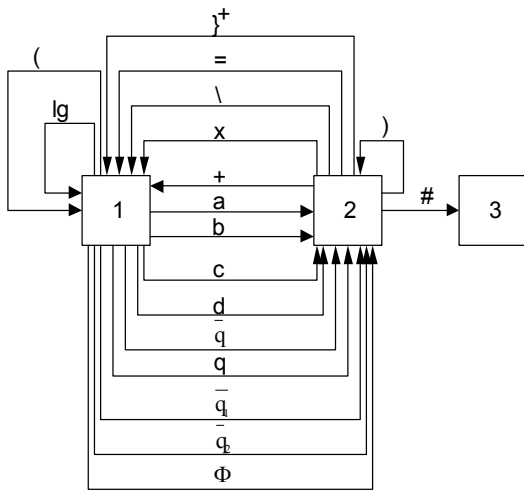 }+
(
=
lg
\
x
)
+
1
a
2
#
3
b
c
d
q̄
q
q̄₁
q̄₂
Φ